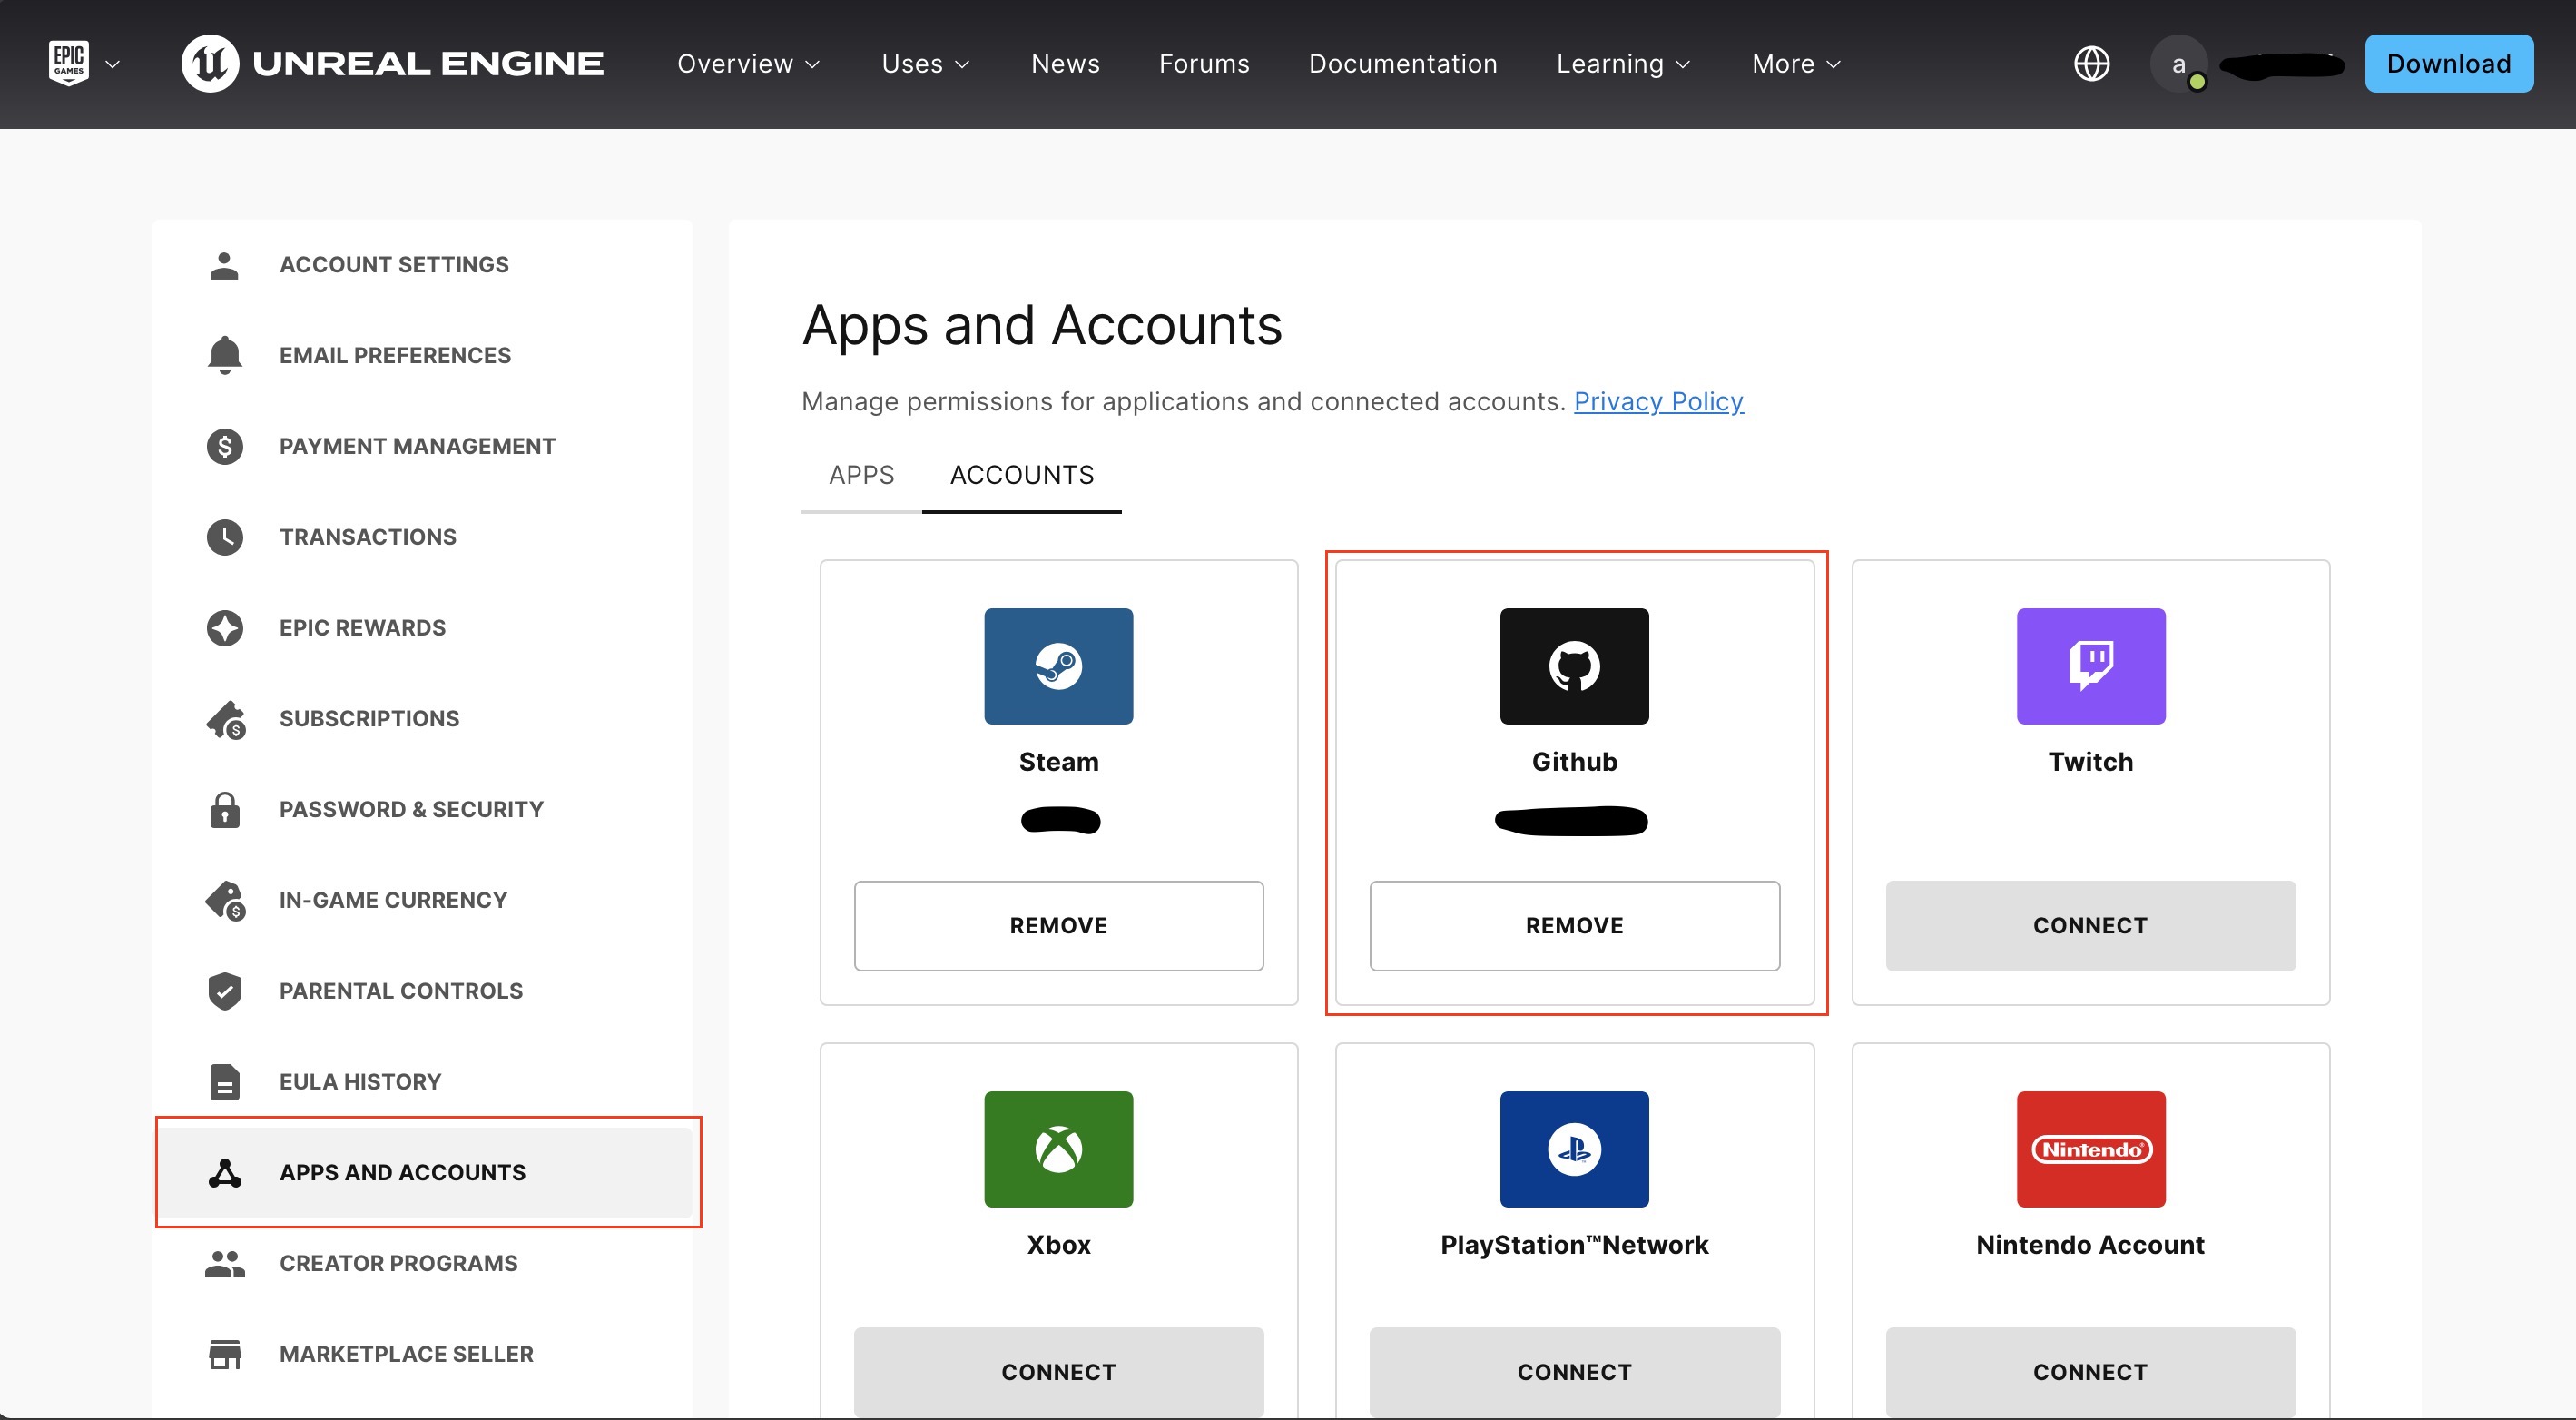 EPIC GAMES
UNREAL ENGINE
Overview
Uses
News
Forums
Documentation
Learning
More
a
Download
ACCOUNT SETTINGS
EMAIL PREFERENCES
PAYMENT MANAGEMENT
TRANSACTIONS
EPIC REWARDS
SUBSCRIPTIONS
PASSWORD & SECURITY
IN-GAME CURRENCY
PARENTAL CONTROLS
EULA HISTORY
APPS AND ACCOUNTS
CREATOR PROGRAMS
MARKETPLACE SELLER
Apps and Accounts
Manage permissions for applications and connected accounts. Privacy Policy
APPS
ACCOUNTS
Steam
REMOVE
Github
REMOVE
Twitch
CONNECT
Xbox
CONNECT
PlayStation™Network
CONNECT
Nintendo®
Nintendo Account
CONNECT